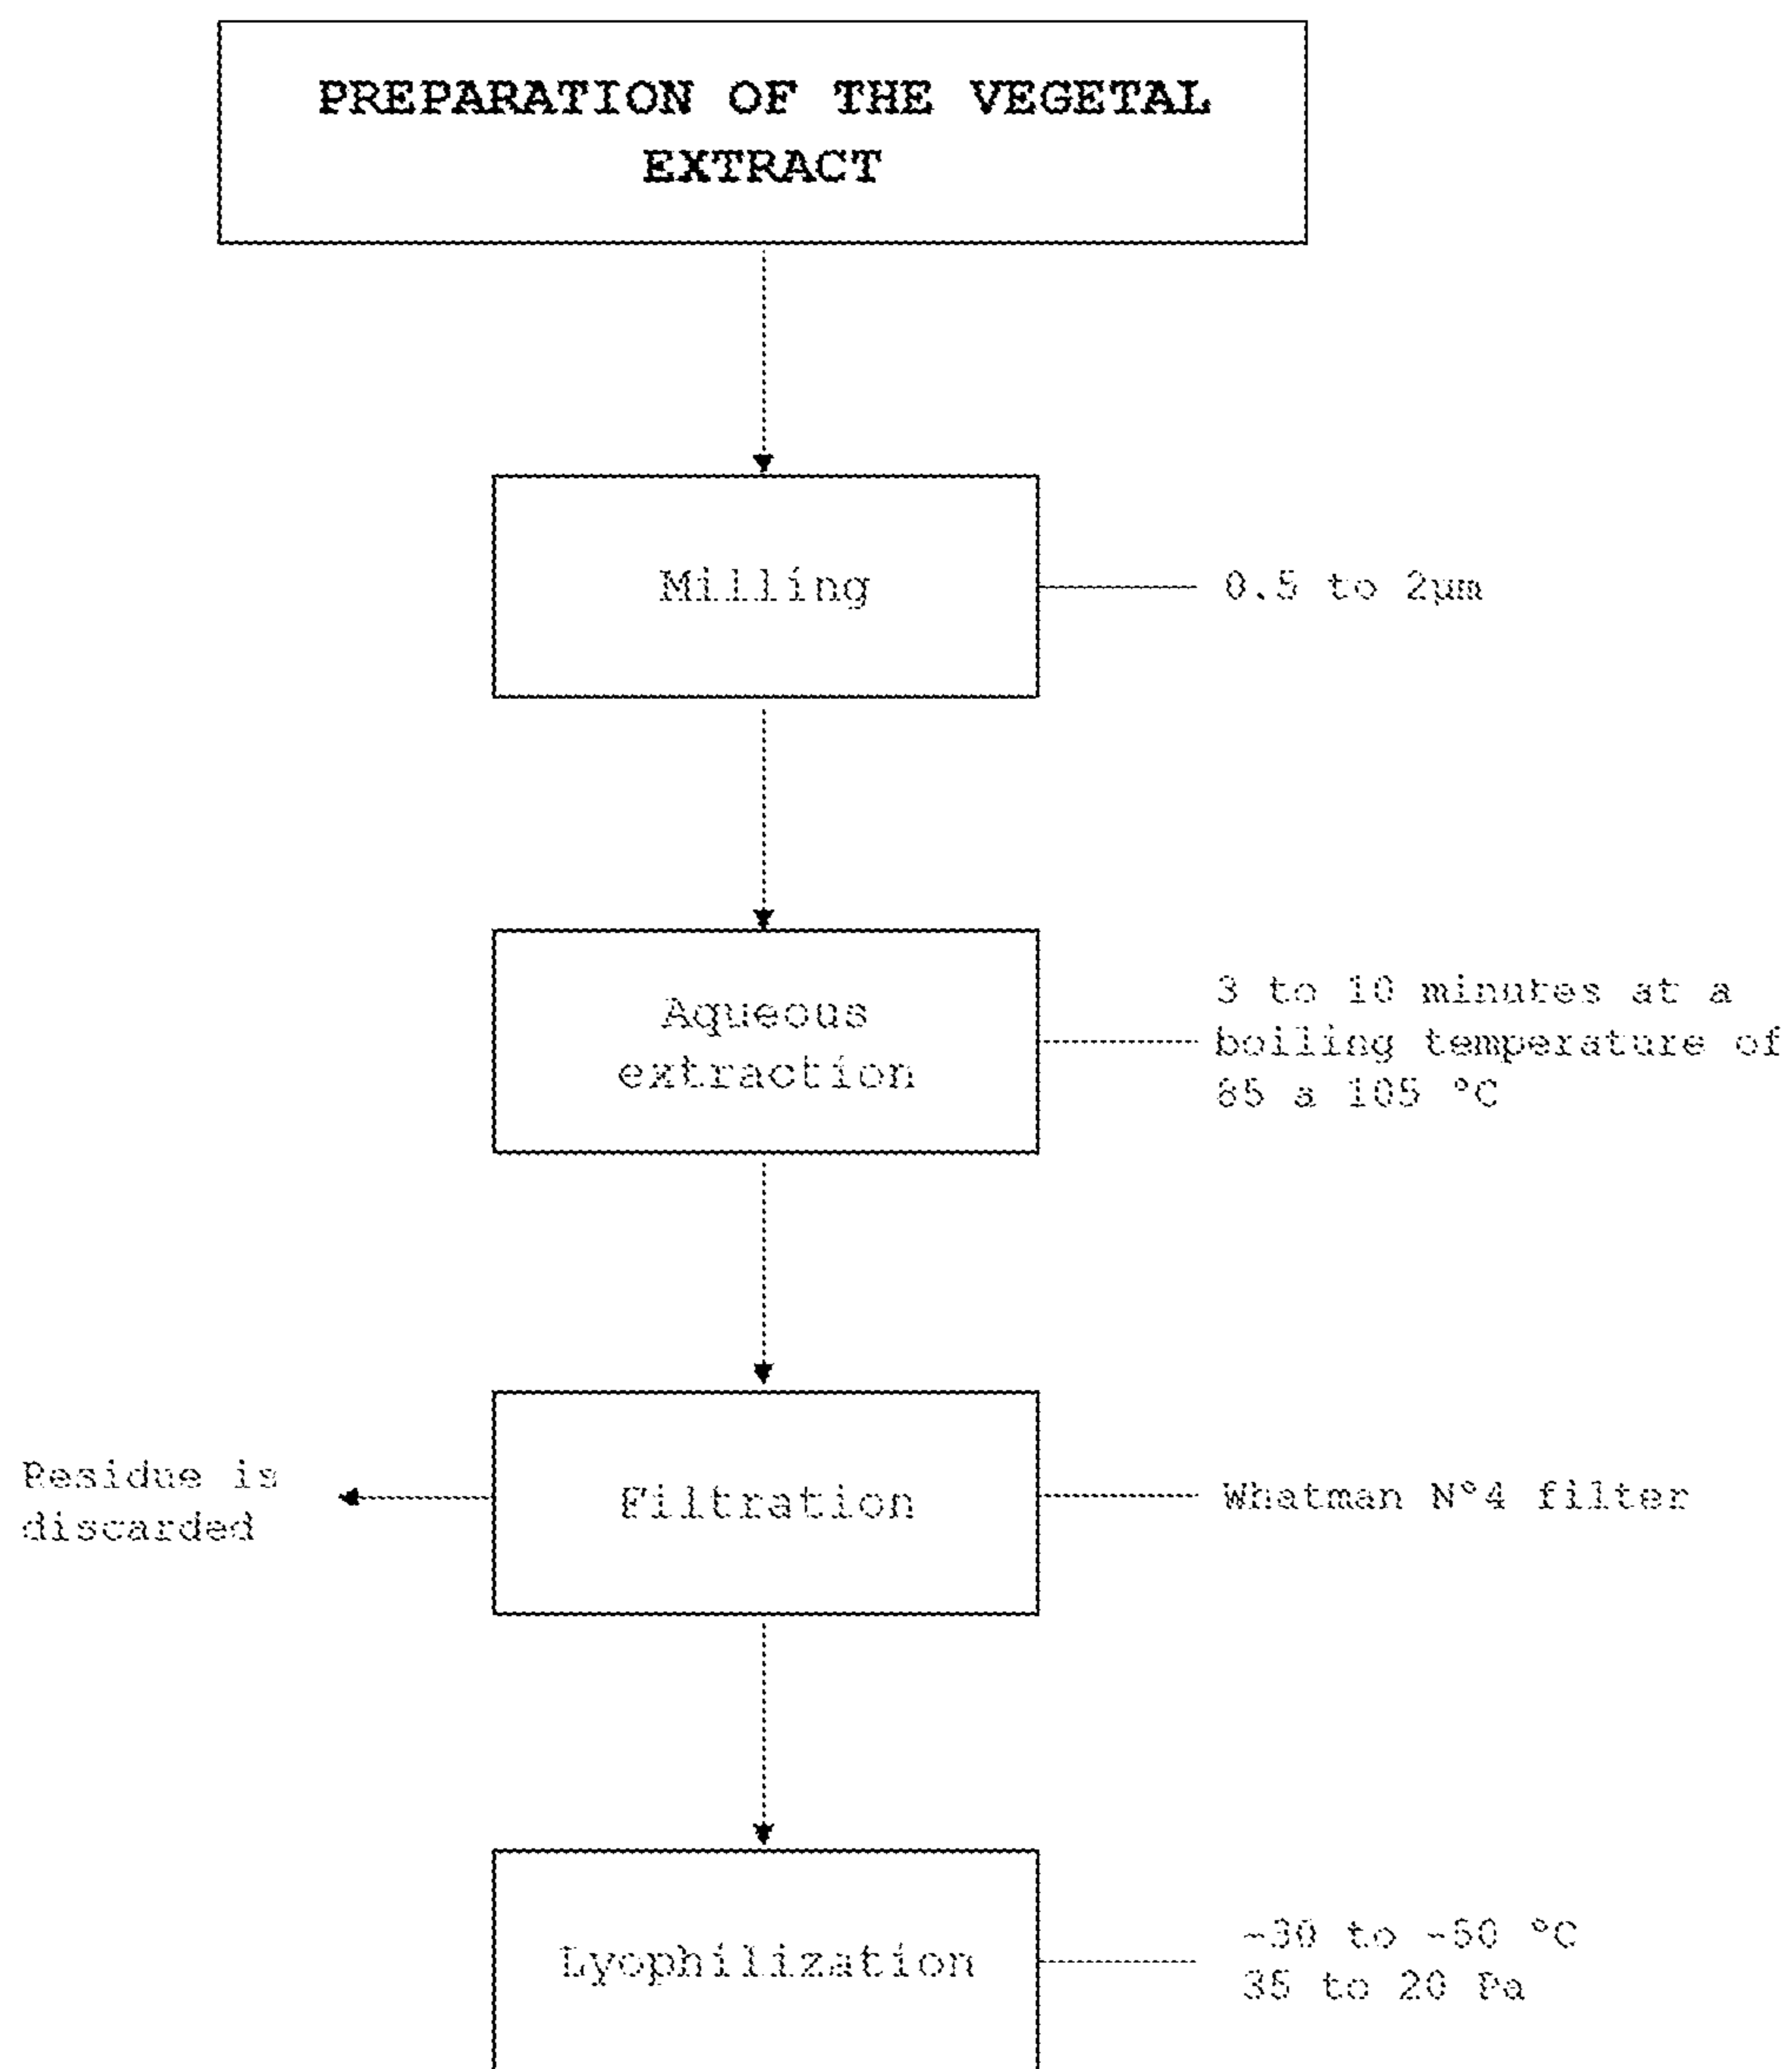 PREPARATION OF THE VEGETAL
EXTRACT
Milling
0.5 to 2µm
Aqueous
extraction
3 to 10 minutes at a
boiling temperature of
85 a 105 °C
Residue is
discarded
Filtration
Whatman N°4 filter
Lyophilization
-30 to -50 °C
35 to 20 Pa